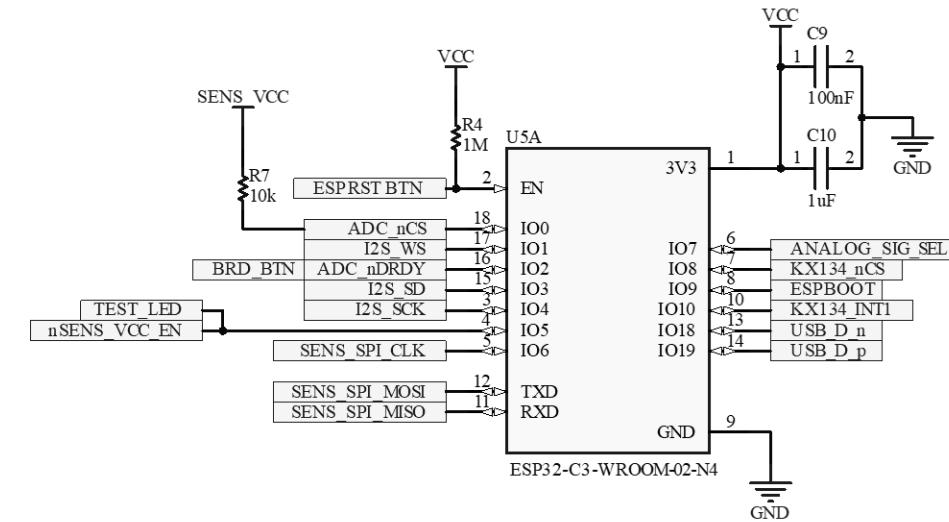 VCC
C9
1 2
100nF
VCC
SENS_VCC
R4
1M
U5A
C10
1 2
1uF
GND
3V3 1
R7
10k
ESPRST BTN 2 EN
ADC_nCS 18 IO0
I2S_WS 17 IO1 IO7 6 ANALOG_SIG_SEL
BRD_BTN ADC_nDRDY 16 IO2 IO8 7 KX134_nCS
I2S_SD 15 IO3 IO9 8 ESPBOOT
TEST_LED I2S_SCK 3 IO4 IO10 10 KX134_INT1
nSENS_VCC_EN 4 IO5 IO18 13 USB_D_n
SENS_SPI_CLK 5 IO6 IO19 14 USB_D_p
SENS_SPI_MOSI 12 TXD
SENS_SPI_MISO 11 RXD
GND 9
ESP32-C3-WROOM-02-N4
GND